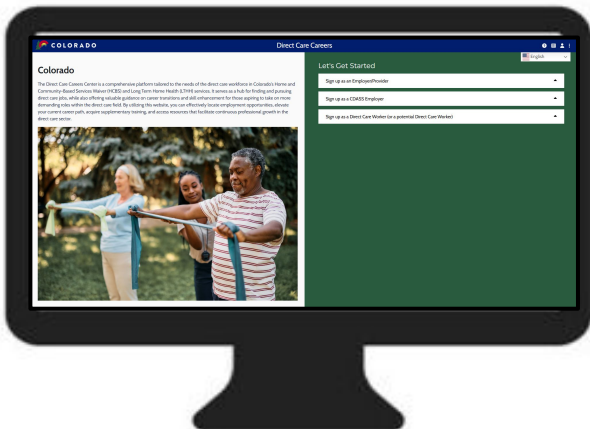 COLORADO
Direct Care Careers
English
Colorado
The Direct Care Careers Center is a comprehensive platform tailored to the needs of the direct care workforce in Colorado's Home and
Community-Based Services Waiver (HCBS) and Long Term Home Health (LTHH) services. It serves as a hub for finding and pursuing
direct care jobs, while also offering valuable guidance on career transitions and skill enhancement for those aspiring to take on more
demanding roles within the direct care field. By utilizing this website, you can effectively locate employment opportunities, elevate
your current career path, acquire supplementary training, and access resources that facilitate continuous professional growth in the
direct care sector.
Let's Get Started
Sign up as an Employer/Provider
Sign up as a CDASS Employer
Sign up as a Direct Care Worker (or a potential Direct Care Worker)